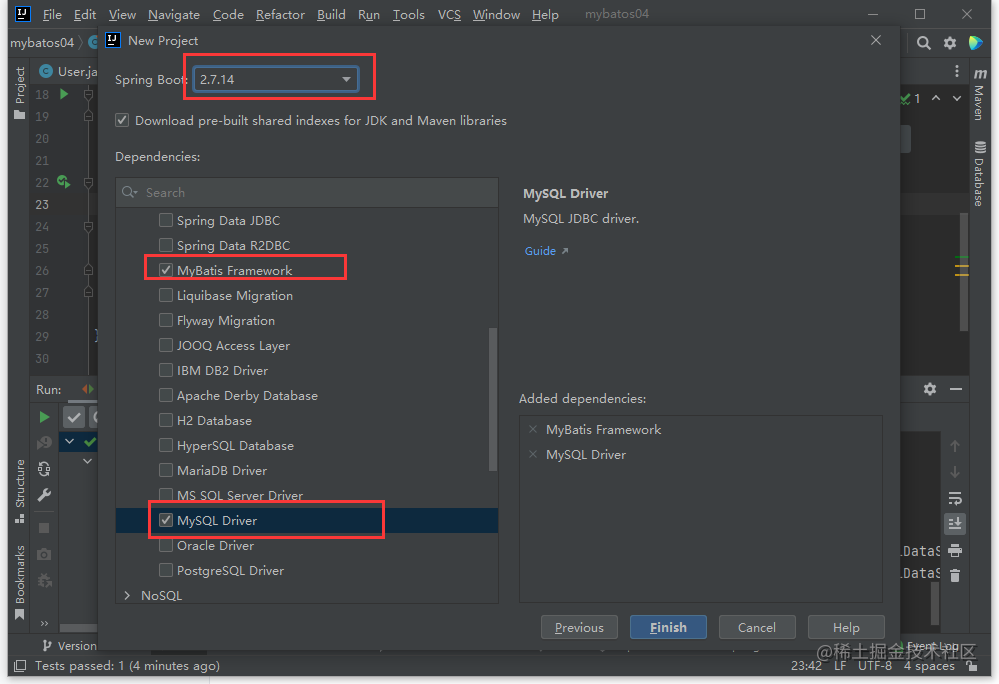 File Edit View Navigate Code Refactor Build Run Tools VCS Window Help mybatos04
mybatos04
New Project
Project
User.ja
Spring Boot: 2.7.14
Maven
1
Download pre-built shared indexes for JDK and Maven libraries
Dependencies:
Search
Database
18
19
20
21
22
23
24
25
26
27
28
29
30
Spring Data JDBC
Spring Data R2DBC
MyBatis Framework
Liquibase Migration
Flyway Migration
JOOQ Access Layer
IBM DB2 Driver
Apache Derby Database
H2 Database
HyperSQL Database
MariaDB Driver
MS SQL Server Driver
MySQL Driver
Oracle Driver
PostgreSQL Driver
NoSQL
MySQL Driver
MySQL JDBC driver.
Guide
Added dependencies:
MyBatis Framework
MySQL Driver
Run:
Structure
Bookmarks
LDataS
LDataS
Previous Finish Cancel Help
Version
Event Log
@稀土掘金技术社区
Tests passed: 1 (4 minutes ago)
23:42 LF UTF-8 4 spaces